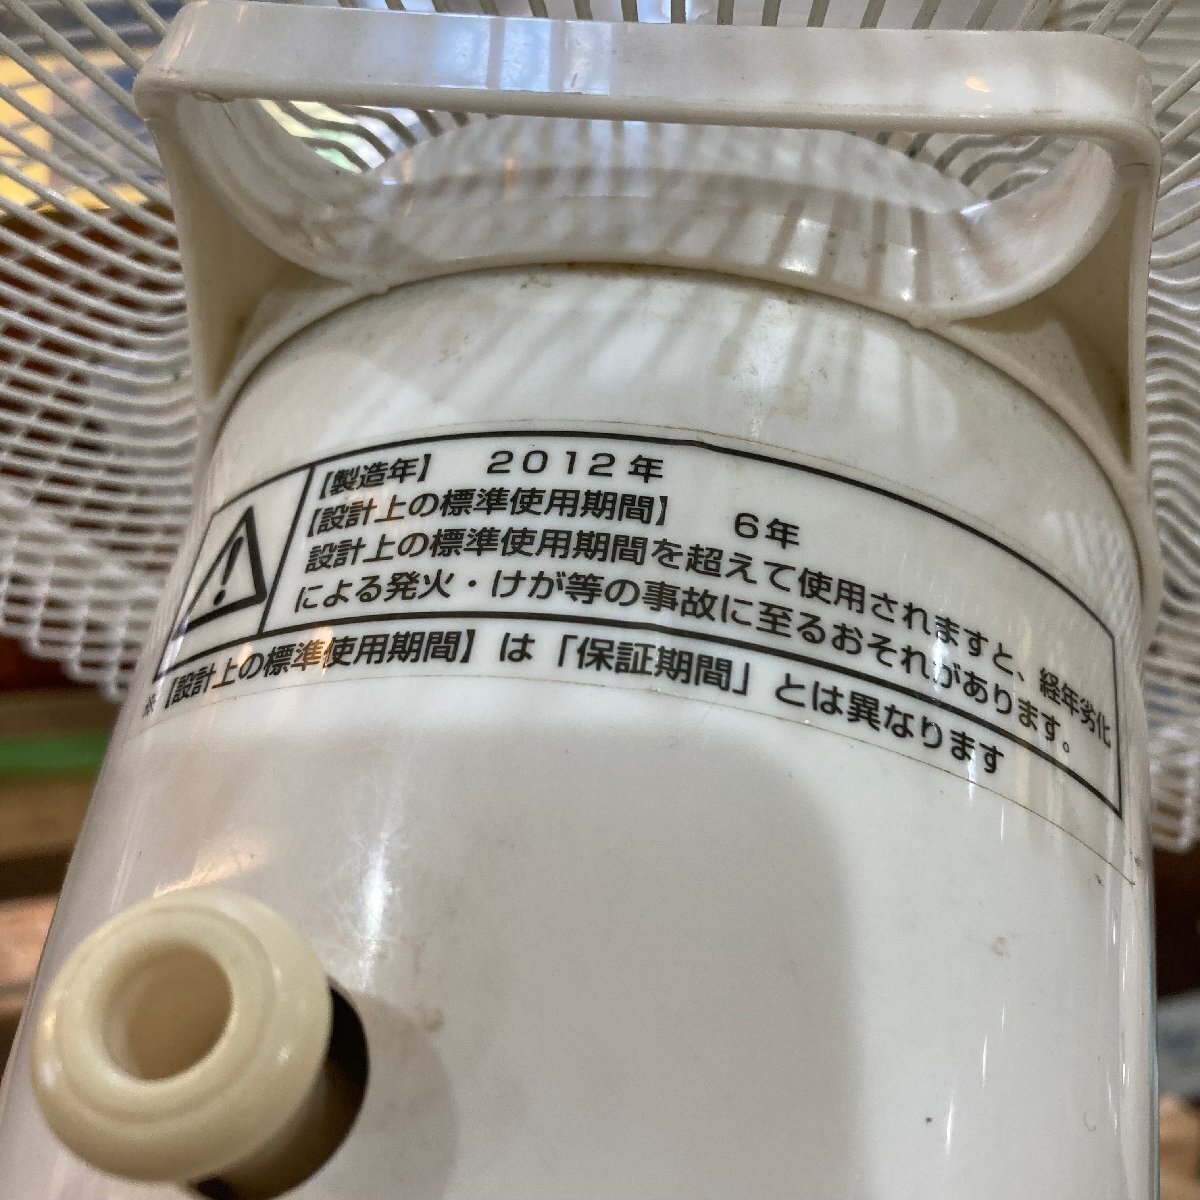 【製造年】　２０１２年
【設計上の標準使用期間】　６年
設計上の標準使用期間を超えて使用されますと、経年劣化
による発火・けが等の事故に至るおそれがあります。
※【設計上の標準使用期間】は「保証期間」とは異なります